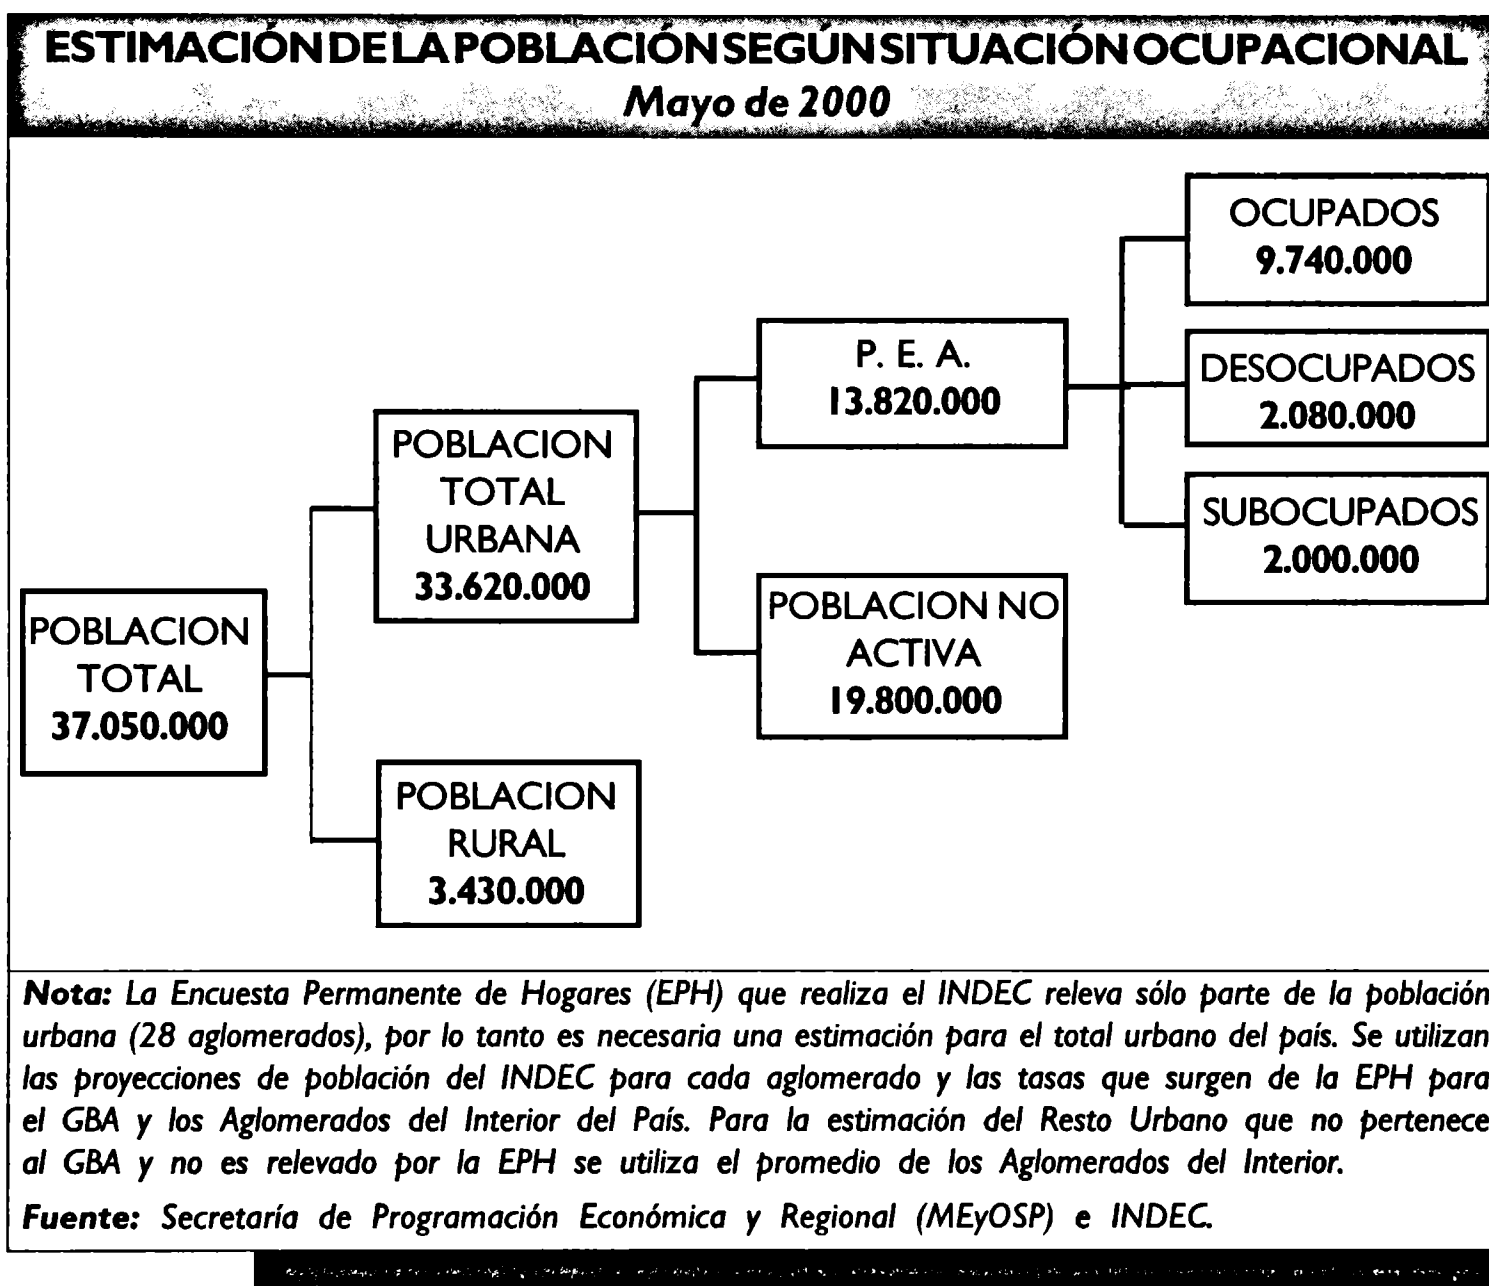 ESTIMACIÓN DE LA POBLACIÓN SEGÚN SITUACIÓN OCUPACIONAL
Mayo de 2000
OCUPADOS
9.740.000
P. E. A.
13.820.000
DESOCUPADOS
2.080.000
SUBOCUPADOS
2.000.000
POBLACION
TOTAL
URBANA
33.620.000
POBLACION NO
ACTIVA
19.800.000
POBLACION
TOTAL
37.050.000
POBLACION
RURAL
3.430.000
Nota: La Encuesta Permanente de Hogares (EPH) que realiza el INDEC releva sólo parte de la población
urbana (28 aglomerados), por lo tanto es necesaria una estimación para el total urbano del país. Se utilizan
las proyecciones de población del INDEC para cada aglomerado y las tasas que surgen de la EPH para
el GBA y los Aglomerados del Interior del País. Para la estimación del Resto Urbano que no pertenece
al GBA y no es relevado por la EPH se utiliza el promedio de los Aglomerados del Interior.
Fuente: Secretaría de Programación Económica y Regional (MEyOSP) e INDEC.